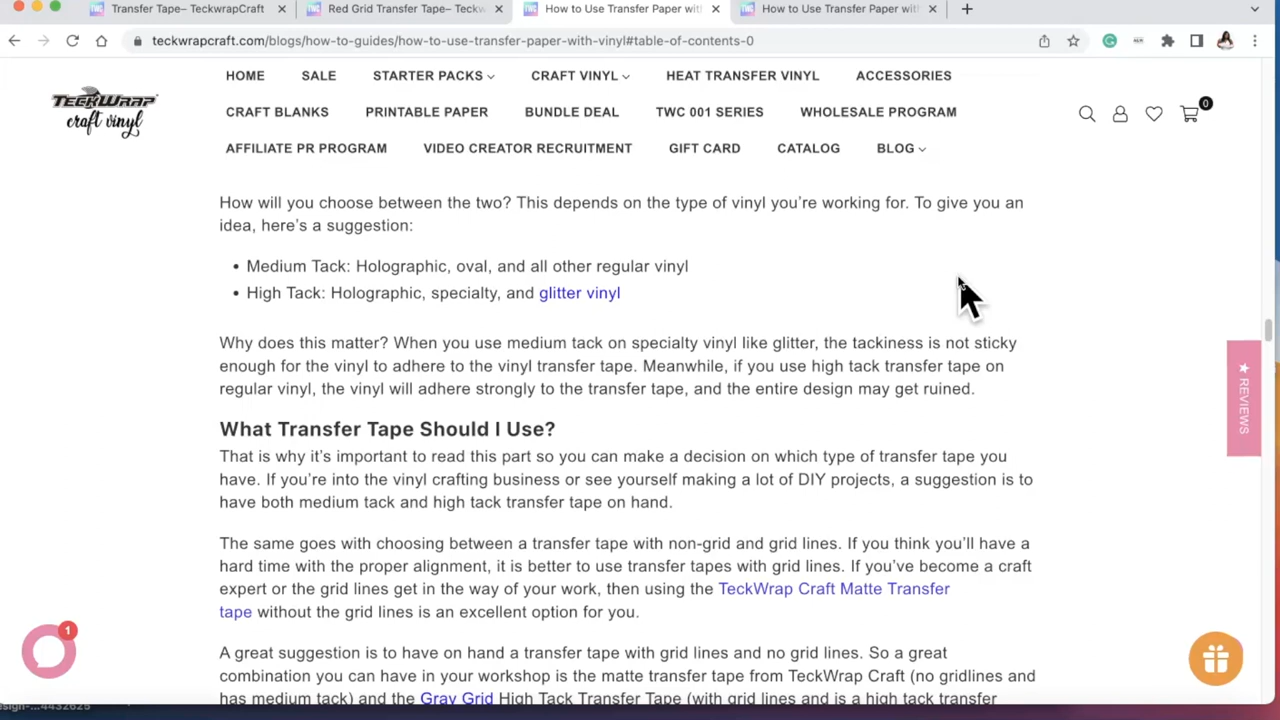 Transfer Tape– TeckwrapCraft
Red Grid Transfer Tape– Teckw
How to Use Transfer Paper with
How to Use Transfer Paper with
teckwrapcraft.com/blogs/how-to-guides/how-to-use-transfer-paper-with-vinyl#table-of-contents-0
TECKWRAP
craft vinyl
HOME SALE STARTER PACKS CRAFT VINYL HEAT TRANSFER VINYL ACCESSORIES
CRAFT BLANKS PRINTABLE PAPER BUNDLE DEAL TWC 001 SERIES WHOLESALE PROGRAM
0
AFFILIATE PR PROGRAM VIDEO CREATOR RECRUITMENT GIFT CARD CATALOG BLOG
How will you choose between the two? This depends on the type of vinyl you’re working for. To give you an
idea, here’s a suggestion:
• Medium Tack: Holographic, oval, and all other regular vinyl
• High Tack: Holographic, specialty, and glitter vinyl
Why does this matter? When you use medium tack on specialty vinyl like glitter, the tackiness is not sticky
enough for the vinyl to adhere to the vinyl transfer tape. Meanwhile, if you use high tack transfer tape on
regular vinyl, the vinyl will adhere strongly to the transfer tape, and the entire design may get ruined.
★ REVIEWS
What Transfer Tape Should I Use?
That is why it’s important to read this part so you can make a decision on which type of transfer tape you
have. If you’re into the vinyl crafting business or see yourself making a lot of DIY projects, a suggestion is to
have both medium tack and high tack transfer tape on hand.
The same goes with choosing between a transfer tape with non-grid and grid lines. If you think you’ll have a
hard time with the proper alignment, it is better to use transfer tapes with grid lines. If you’ve become a craft
expert or the grid lines get in the way of your work, then using the TeckWrap Craft Matte Transfer
tape without the grid lines is an excellent option for you.
1
A great suggestion is to have on hand a transfer tape with grid lines and no grid lines. So a great
combination you can have in your workshop is the matte transfer tape from TeckWrap Craft (no gridlines and
has medium tack) and the Gray Grid High Tack Transfer Tape (with grid lines and is a high tack transfer